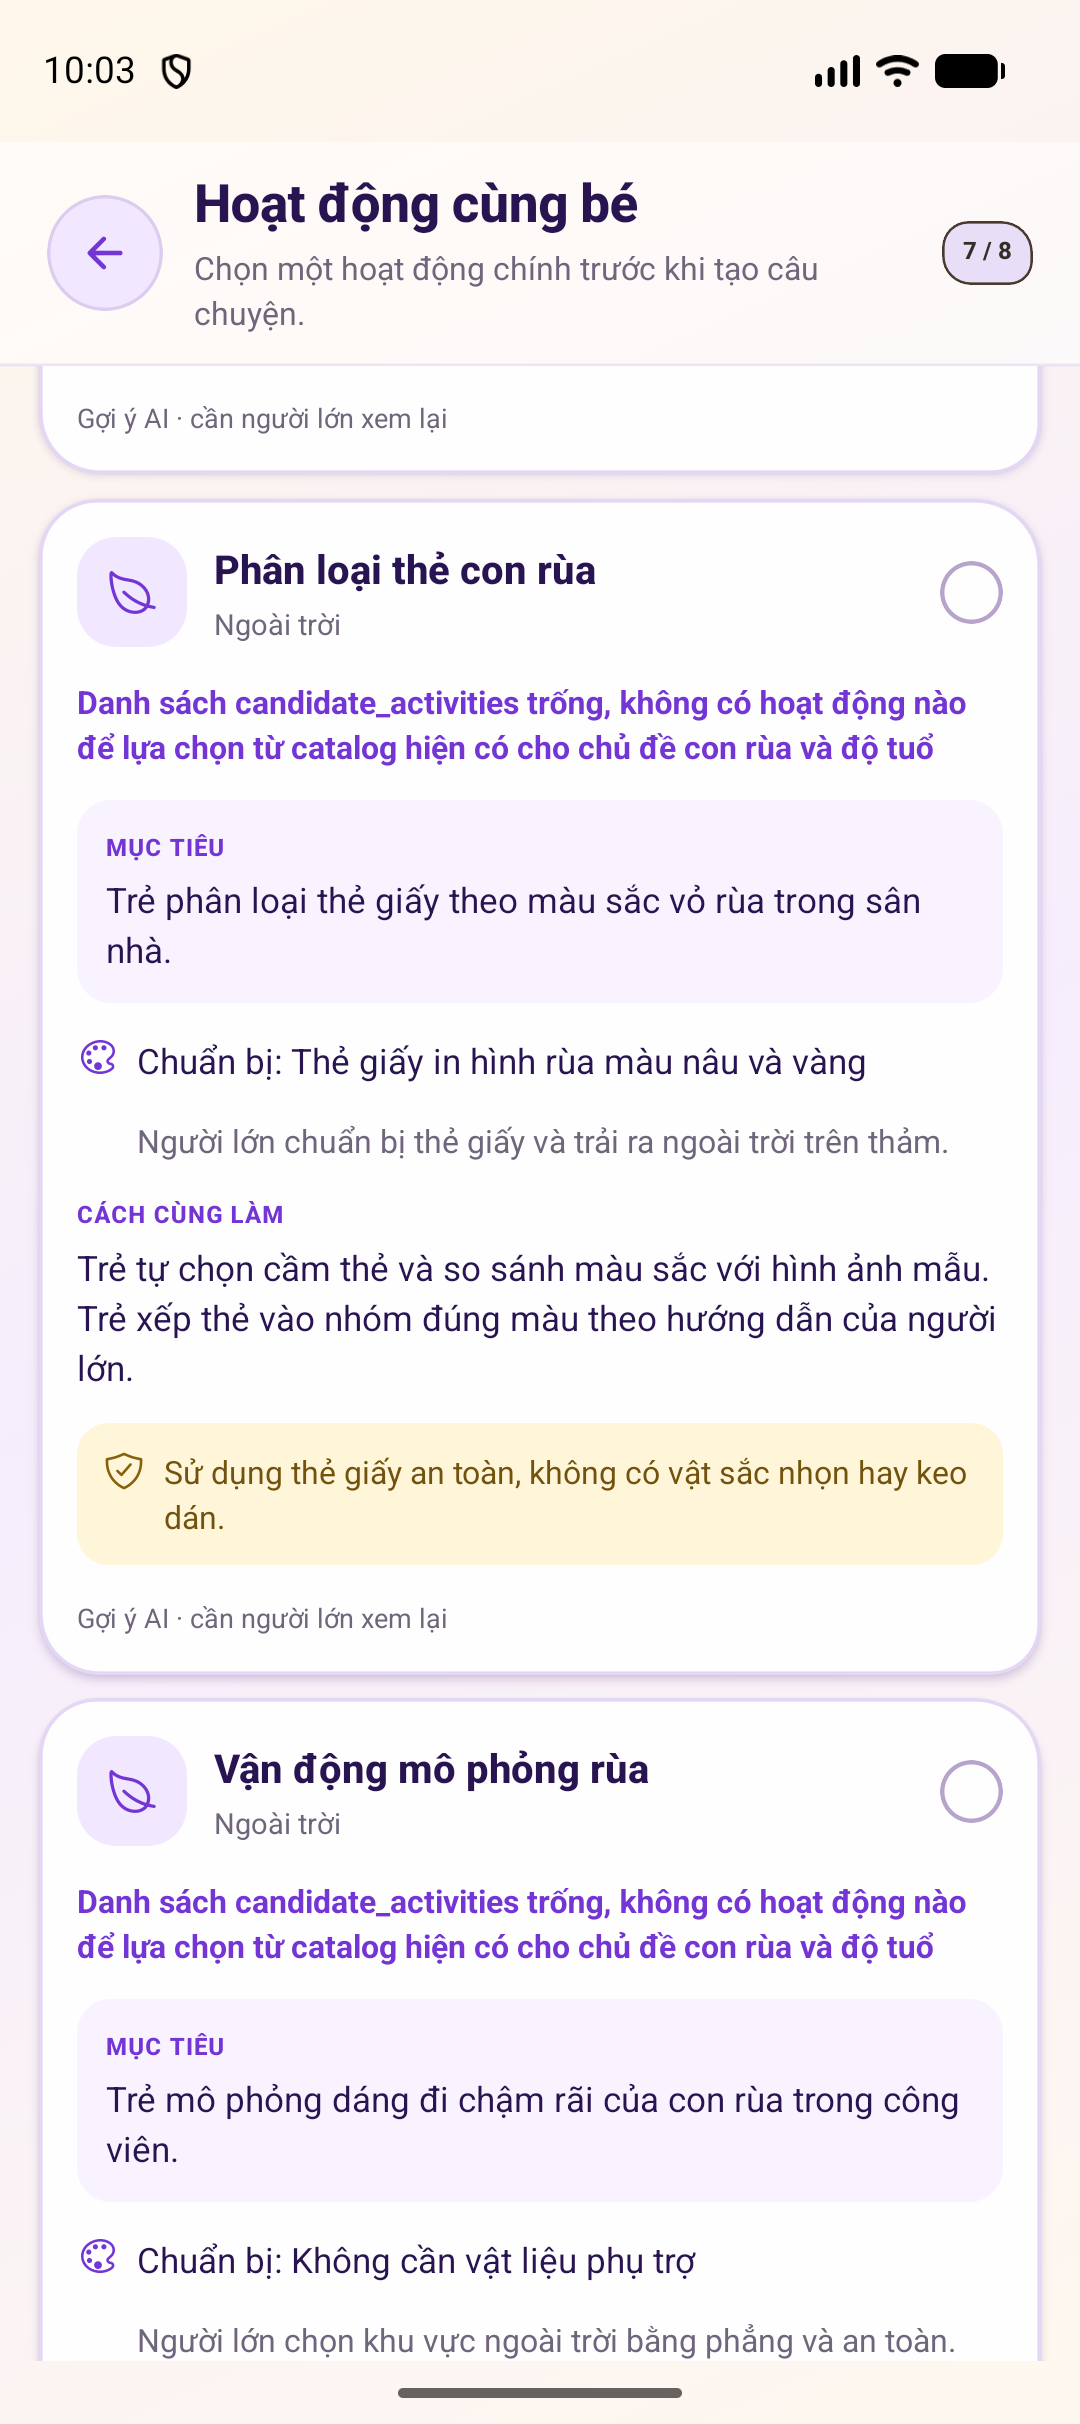 10:03
Hoạt động cùng bé
Chọn một hoạt động chính trước khi tạo câu
chuyện.
7 / 8
Gợi ý AI · cần người lớn xem lại
Phân loại thẻ con rùa
Ngoài trời
Danh sách candidate_activities trống, không có hoạt động nào
để lựa chọn từ catalog hiện có cho chủ đề con rùa và độ tuổ
MỤC TIÊU
Trẻ phân loại thẻ giấy theo màu sắc vỏ rùa trong sân
nhà.
Chuẩn bị: Thẻ giấy in hình rùa màu nâu và vàng
Người lớn chuẩn bị thẻ giấy và trải ra ngoài trời trên thảm.
CÁCH CÙNG LÀM
Trẻ tự chọn cầm thẻ và so sánh màu sắc với hình ảnh mẫu.
Trẻ xếp thẻ vào nhóm đúng màu theo hướng dẫn của người
lớn.
Sử dụng thẻ giấy an toàn, không có vật sắc nhọn hay keo
dán.
Gợi ý AI · cần người lớn xem lại
Vận động mô phỏng rùa
Ngoài trời
Danh sách candidate_activities trống, không có hoạt động nào
để lựa chọn từ catalog hiện có cho chủ đề con rùa và độ tuổ
MỤC TIÊU
Trẻ mô phỏng dáng đi chậm rãi của con rùa trong công
viên.
Chuẩn bị: Không cần vật liệu phụ trợ
Người lớn chọn khu vực ngoài trời bằng phẳng và an toàn.